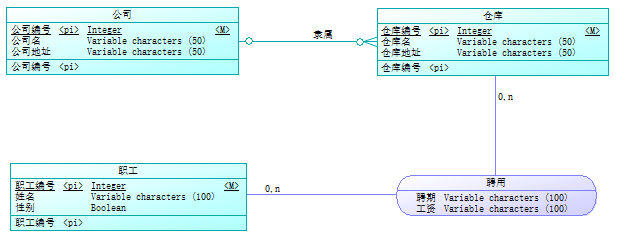 公司
公司编号 <pi> Integer <M>
公司名 Variable characters (50)
公司地址 Variable characters (50)
公司编号 <pi>
隶属
仓库
仓库编号 <pi> Integer <M>
仓库名 Variable characters (50)
仓库地址 Variable characters (50)
仓库编号 <pi>
0,n
职工
职工编号 <pi> Integer <M>
姓名 Variable characters (100)
性别 Boolean
职工编号 <pi>
0,n
聘用
聘期 Variable characters (100)
工资 Variable characters (100)